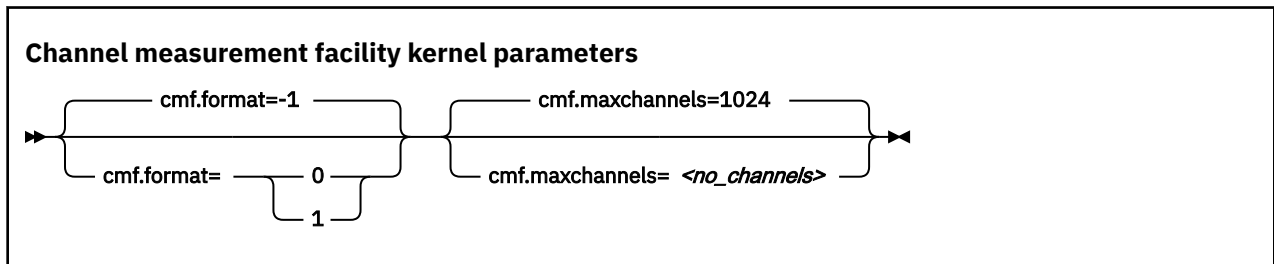 Channel measurement facility kernel parameters
cmf.format=-1 cmf.maxchannels=1024
cmf.format= 0 cmf.maxchannels= <no_channels>
1